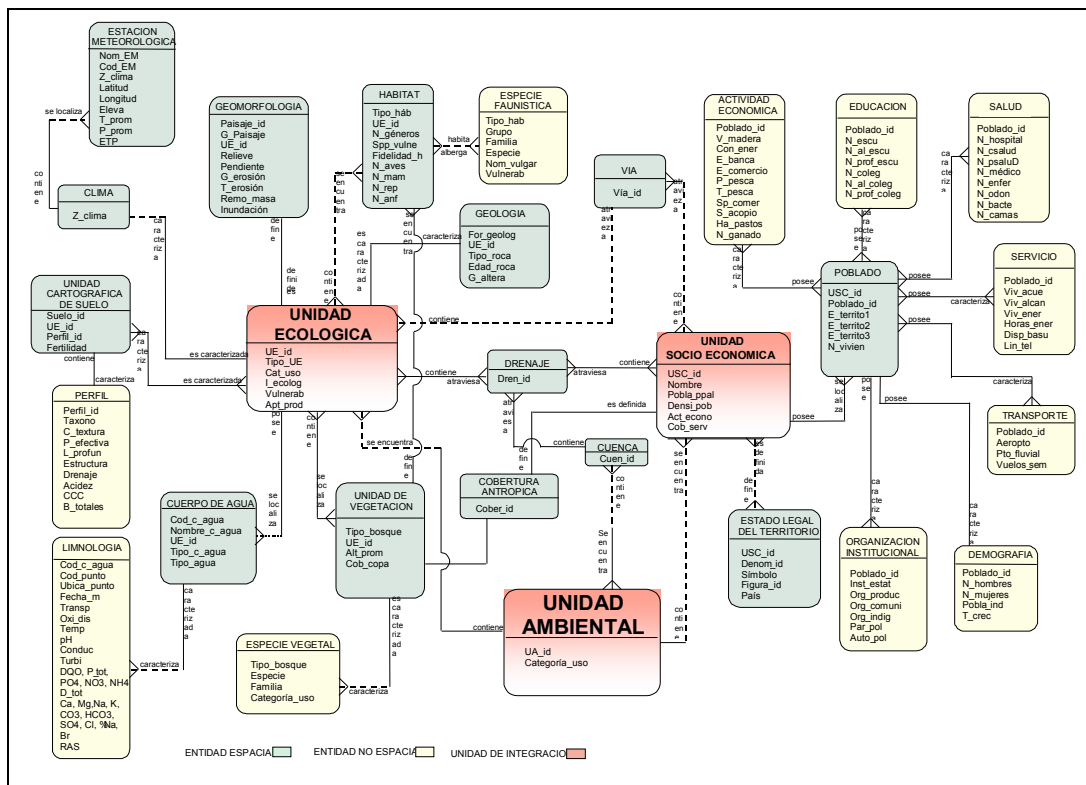 ESTACION
METEOROLOGICA
Nom_EM
Cod_EM
Z_clima
Latitud
Longitud
Eleva
T_prom
P_prom
ETP
se localiza
conti ene
CLIMA
Z_clima
caracteriza
GEOMORFOLOGIA
Paisaje_id
G_Paisaje
UE_id
Relieve
Pendiente
G_erosión
T_erosión
Remo_masa
Inundación
HABITAT
Tipo_háb
UE_id
N_géneros
Spp_vulne
Fidelidad_h
N_aves
N_mam
N_rep
N_anf
habita
alberga
ESPECIE
FAUNISTICA
Tipo_hab
Grupo
Familia
Especie
Nom_vulgar
Vulnerab
GEOLOGIA
For_geolog
UE_id
Tipo_roca
Edad_roca
G_altera
caracteriza
es caracterizada
VIA
Vía_id
atravieza
atravieza
ACTIVIDAD
ECONOMICA
Poblado_id
V_madera
Con_ener
E_banca
E_comercio
P_pesca
T_pesca
Sp_comer
S_acopio
Ha_pastos
N_ganado
EDUCACION
Poblado_id
N_escu
N_al_escu
N_prof_escu
N_coleg
N_al_coleg
N_prof_coleg
SALUD
Poblado_id
N_hospital
N_csalud
N_psaluD
N_médico
N_enfer
N_odon
N_bacte
N_camas
SERVICIO
Poblado_id
Viv_acue
Viv_alcan
Viv_ener
Horas_ener
Disp_basu
Lin_tel
POBLADO
USC_id
Poblado_id
E_territo1
E_territo2
E_territo3
N_vivien
posee
posee
posee
posee
posee
posee
caracteriza
caracteriza
TRANSPORTE
Poblado_id
Aeropto
Pto_fluvial
Vuelos_sem
UNIDAD
CARTOGRAFICA
DE SUELO
Suelo_id
UE_id
Perfil_id
Fertilidad
contiene
caracteriza
PERFIL
Perfil_id
Taxono
C_textura
P_efectiva
L_profun
Estructura
Drenaje
Acidez
CCC
B_totales
es caracterizada
es caracterizada
UNIDAD
ECOLOGICA
UE_id
Tipo_UE
Cat_uso
I_ecolog
Vulnerab
Apt_prod
contiene
contiene
atraviesa
DRENAJE
Dren_id
contiene
atraviesa
UNIDAD
SOCIO ECONOMICA
USC_id
Nombre
Pobla_ppal
Densi_pob
Act_econo
Cob_serv
es definida
se encuentra
contiene
CUENCA
Cuen_id
COBERTURA
ANTROPICA
Cober_id
CUERPO DE AGUA
Cod_c_agua
Nombre_c_agua
UE_id
Tipo_c_agua
Tipo_agua
UNIDAD DE
VEGETACION
Tipo_bosque
UE_id
Alt_prom
Cob_copa
LIMNOLOGIA
Cod_c_agua
Cod_punto
Ubica_punto
Fecha_m
Transp
Oxi_dis
Temp
pH
Conduc
Turbi
DQO, P_tot,
PO4, NO3, NH4
D_tot
Ca, Mg,Na, K,
CO3, HCO3,
SO4, Cl, %Na,
Br
RAS
caracteriza
ESPECIE VEGETAL
Tipo_bosque
Especie
Familia
Categoría_uso
caracteriza
contiene
UNIDAD
AMBIENTAL
UA_id
Categoría_uso
ESTADO LEGAL
DEL TERRITORIO
USC_id
Denom_id
Símbolo
Figura_id
País
ORGANIZACION
INSTITUCIONAL
Poblado_id
Inst_estat
Org_produc
Org_comuni
Org_indig
Par_pol
Auto_pol
DEMOGRAFIA
Poblado_id
N_hombres
N_mujeres
Pobla_ind
T_crec
ENTIDAD ESPACIA
ENTIDAD NO ESPACIA
UNIDAD DE INTEGRACIO